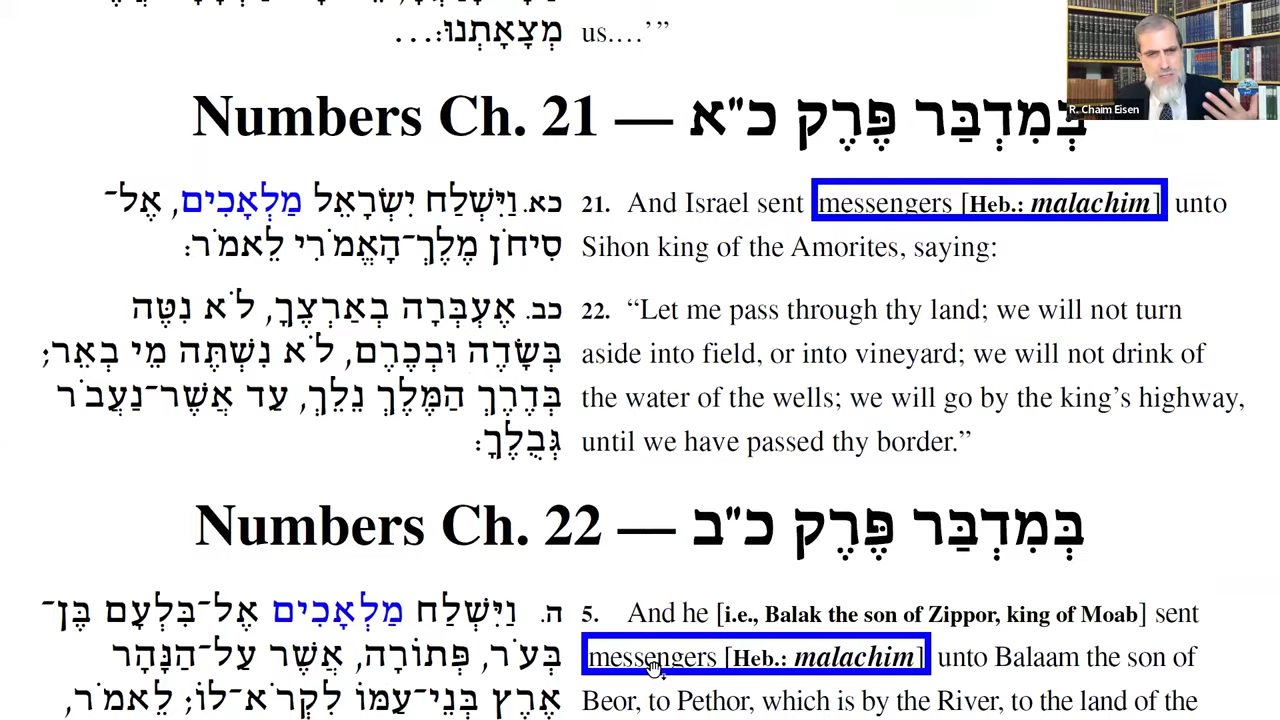 מְצָאָתְנוּ:...
us....’”
Numbers Ch. 21 — בְּמִדְבַּר פֶּרֶק כ"א
כא. וַיִּשְׁלַח יִשְׂרָאֵל מַלְאָכִים, אֶל־
סִיחֹן מֶלֶךְ־הָאֱמֹרִי לֵאמֹר:
21. And Israel sent messengers [Heb.: malachim] unto
Sihon king of the Amorites, saying:
כב. אֶעְבְּרָה בְאַרְצֶךָ, לֹא נִטֶּה
בְּשָׂדֶה וּבְכֶרֶם, לֹא נִשְׁתֶּה מֵי בְאֵר;
בְּדֶרֶךְ הַמֶּלֶךְ נֵלֵךְ, עַד אֲשֶׁר־נַעֲבֹר
גְּבֻלֶךָ:
22. “Let me pass through thy land; we will not turn
aside into field, or into vineyard; we will not drink of
the water of the wells; we will go by the king’s highway,
until we have passed thy border.”
Numbers Ch. 22 — בְּמִדְבַּר פֶּרֶק כ"ב
ה. וַיִּשְׁלַח מַלְאָכִים אֶל־בִּלְעָם בֶּן־
בְּעֹר, פְּתוֹרָה, אֲשֶׁר עַל־הַנָּהָר
אֶרֶץ בְּנֵי־עַמּוֹ לִקְרֹא־לוֹ; לֵאמֹר,
5. And he [i.e., Balak the son of Zippor, king of Moab] sent
messengers [Heb.: malachim] unto Balaam the son of
Beor, to Pethor, which is by the River, to the land of the
R. Chaim Eisen